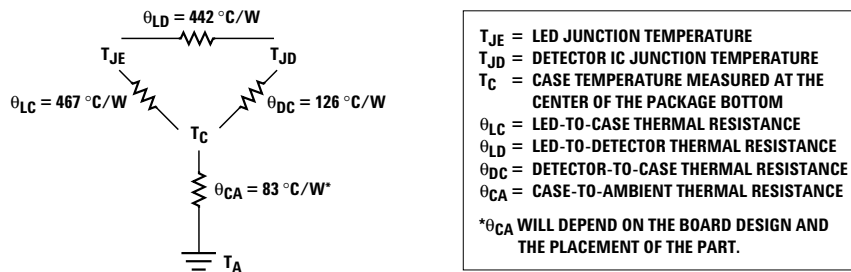 θLD = 442 °C/W
TJE
TJD
θLC = 467 °C/W
θDC = 126 °C/W
TC
θCA = 83 °C/W*
TA
TJE = LED JUNCTION TEMPERATURE
TJD = DETECTOR IC JUNCTION TEMPERATURE
TC = CASE TEMPERATURE MEASURED AT THE
CENTER OF THE PACKAGE BOTTOM
θLC = LED-TO-CASE THERMAL RESISTANCE
θLD = LED-TO-DETECTOR THERMAL RESISTANCE
θDC = DETECTOR-TO-CASE THERMAL RESISTANCE
θCA = CASE-TO-AMBIENT THERMAL RESISTANCE
*θCA WILL DEPEND ON THE BOARD DESIGN AND
THE PLACEMENT OF THE PART.